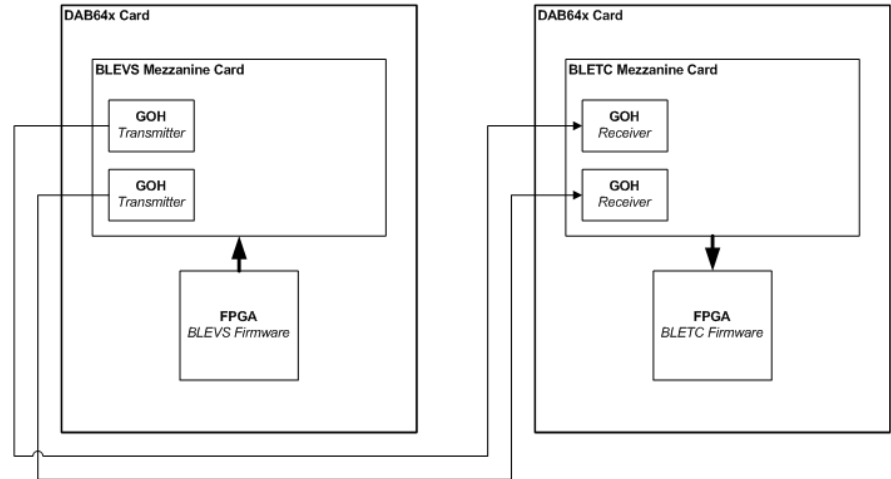 DAB64x Card
BLEVS Mezzanine Card
GOH
Transmitter
GOH
Transmitter
FPGA
BLEVS Firmware
DAB64x Card
BLETC Mezzanine Card
GOH
Receiver
GOH
Receiver
FPGA
BLETC Firmware